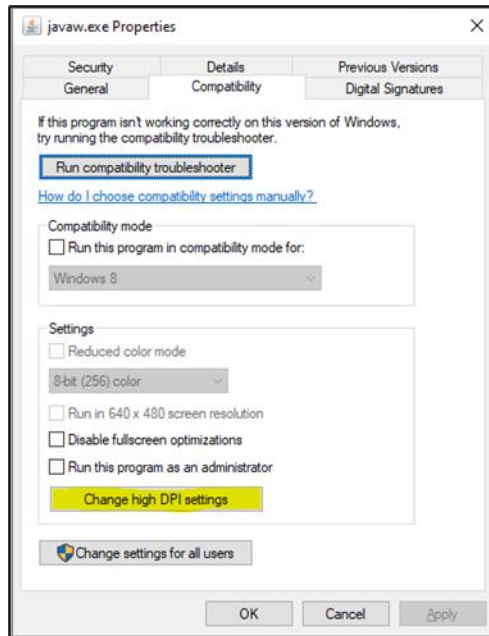 javaw.exe Properties
Security Details Previous Versions
General Compatibility Digital Signatures
If this program isn't working correctly on this version of Windows,
try running the compatibility troubleshooter.
Run compatibility troubleshooter
How do I choose compatibility settings manually?
Compatibility mode
Run this program in compatibility mode for:
Windows 8
Settings
Reduced color mode
8-bit (256) color
Run in 640 x 480 screen resolution
Disable fullscreen optimizations
Run this program as an administrator
Change high DPI settings
Change settings for all users
OK Cancel Apply